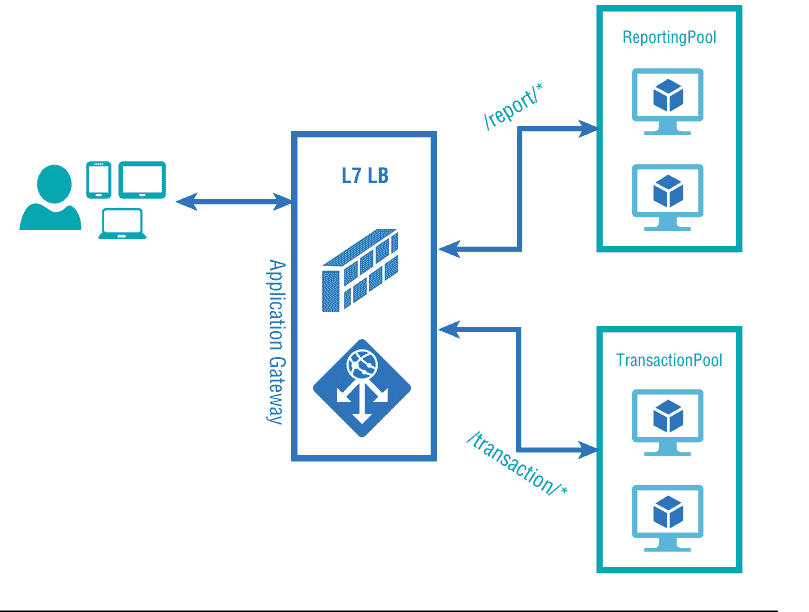 ReportingPool
/report/*
L7 LB
Application Gateway
TransactionPool
/transaction/*